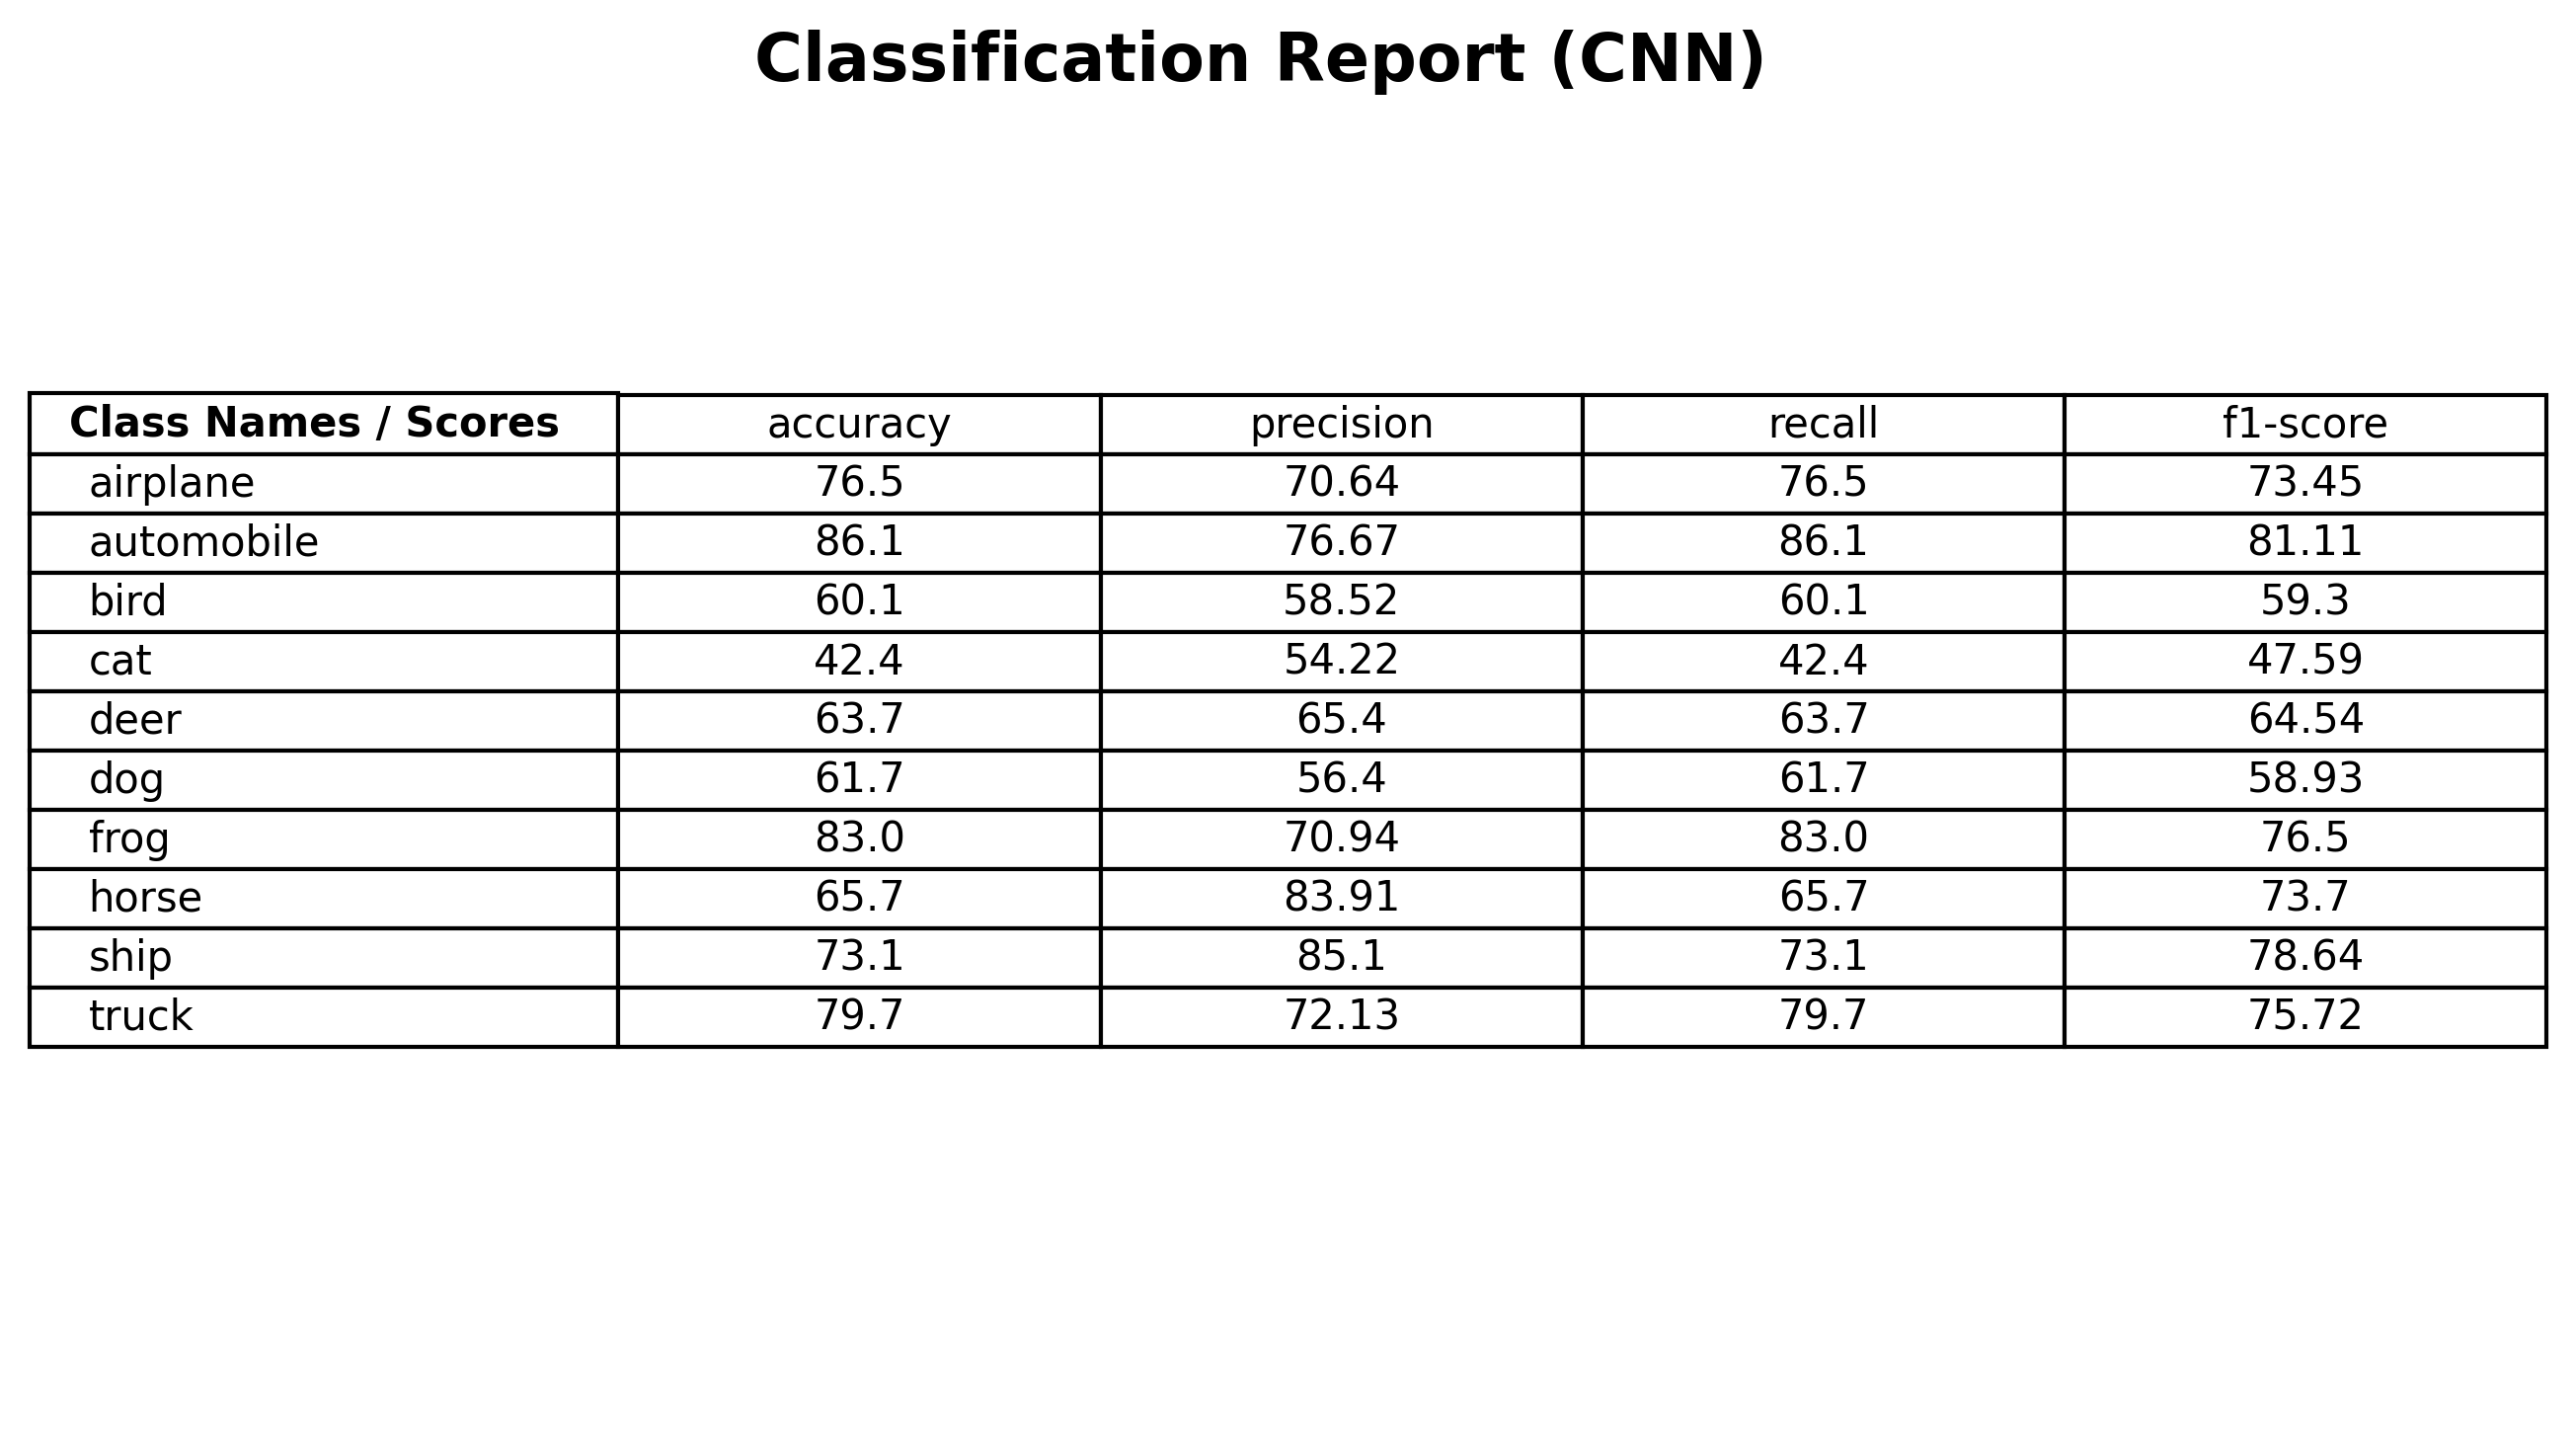 Classification Report (CNN)
Class Names / Scores accuracy precision recall f1-score
airplane 76.5 70.64 76.5 73.45
automobile 86.1 76.67 86.1 81.11
bird 60.1 58.52 60.1 59.3
cat 42.4 54.22 42.4 47.59
deer 63.7 65.4 63.7 64.54
dog 61.7 56.4 61.7 58.93
frog 83.0 70.94 83.0 76.5
horse 65.7 83.91 65.7 73.7
ship 73.1 85.1 73.1 78.64
truck 79.7 72.13 79.7 75.72